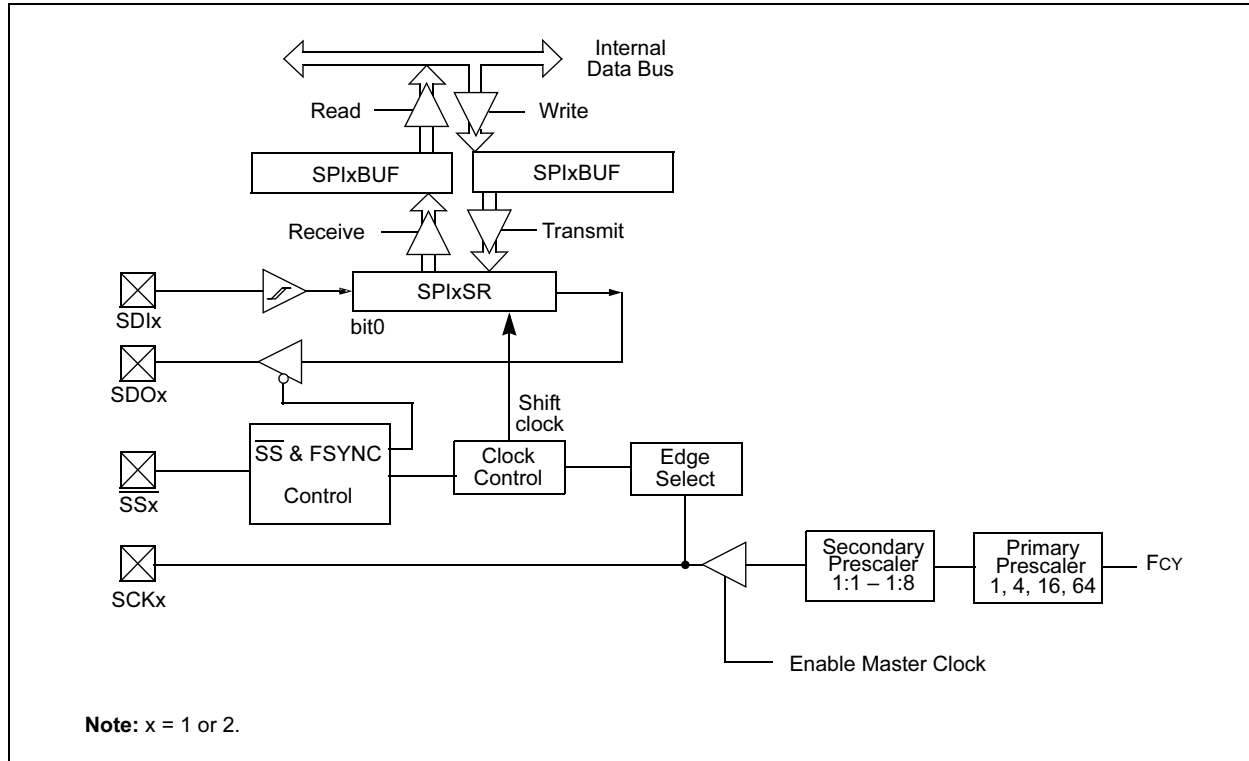 Internal
Data Bus
Read
Write
SPIxBUF
SPIxBUF
Receive
Transmit
SPIxSR
SDIx
bit0
SDOx
Shift
clock
SS & FSYNC
Control
Clock
Control
Edge
Select
SSx
Secondary
Prescaler
1:1 – 1:8
Primary
Prescaler
1, 4, 16, 64
FCY
SCKx
Enable Master Clock
Note: x = 1 or 2.